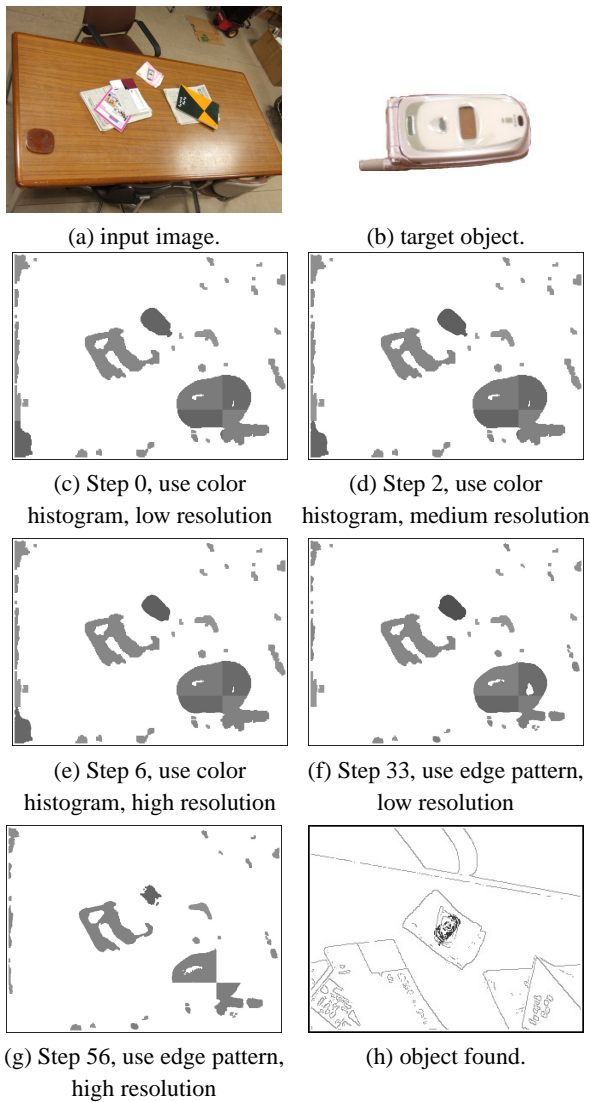 (a) input image.
(b) target object.
(c) Step 0, use color
histogram, low resolution
(d) Step 2, use color
histogram, medium resolution
(e) Step 6, use color
histogram, high resolution
(f) Step 33, use edge pattern,
low resolution
(g) Step 56, use edge pattern,
high resolution
(h) object found.